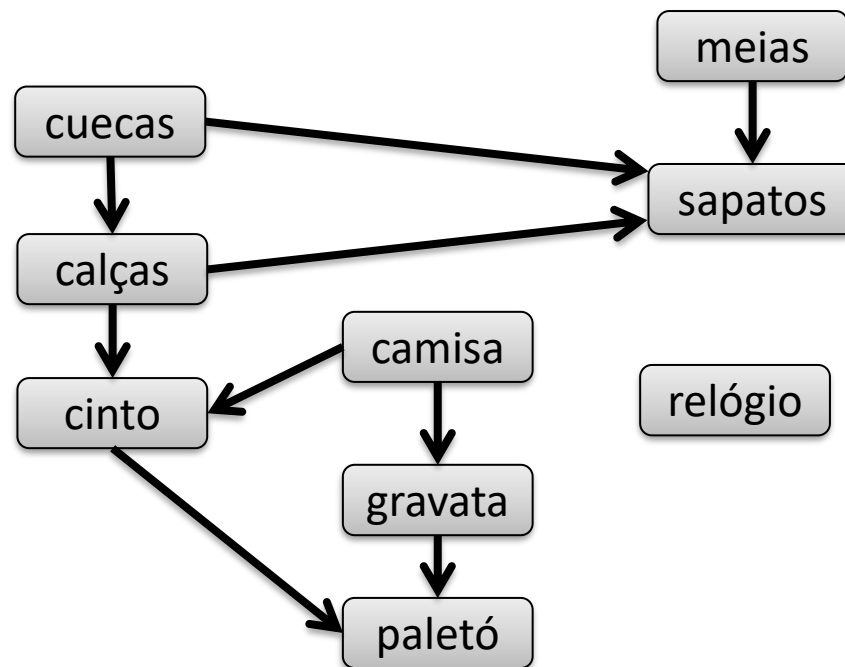 meias
cuecas
sapatos
calças
camisa
relógio
cinto
gravata
paletó